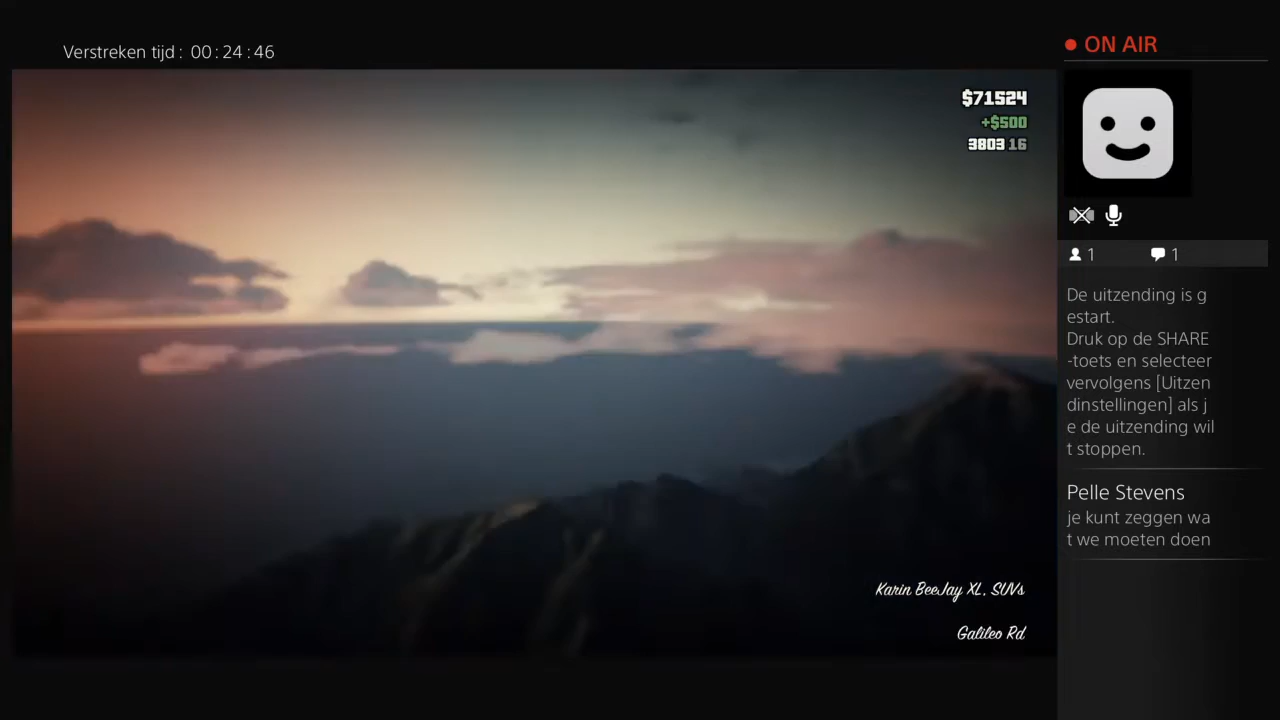 Verstreken tijd: 00:24:46
ON AIR
$71524
+$500
3803 16
1
1
De uitzending is g
estart.
Druk op de SHARE
-toets en selecteer
vervolgens [Uitzen
dinstellingen] als j
e de uitzending wil
t stoppen.
Pelle Stevens
je kunt zeggen wa
t we moeten doen
Karin BeeJay XL, SUVs
Galileo Rd